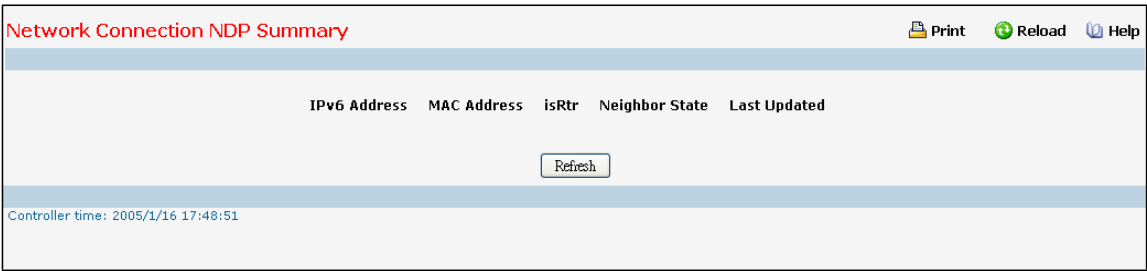 Network Connection NDP Summary Print Reload Help
IPv6 Address MAC Address isRtr Neighbor State Last Updated
Refresh
Controller time: 2005/1/16 17:48:51